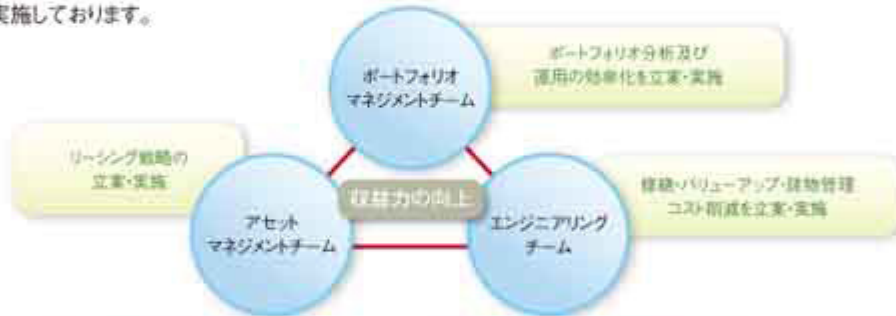 実施しております。
ポートフォリオ
マネジメントチーム
ポートフォリオ分析及び
運用の効率化を立案・実施
リーシング戦略の
立案・実施
収益力の向上
アセット
マネジメントチーム
エンジニアリング
チーム
修繕・バリューアップ・建物管理
コスト削減を立案・実施